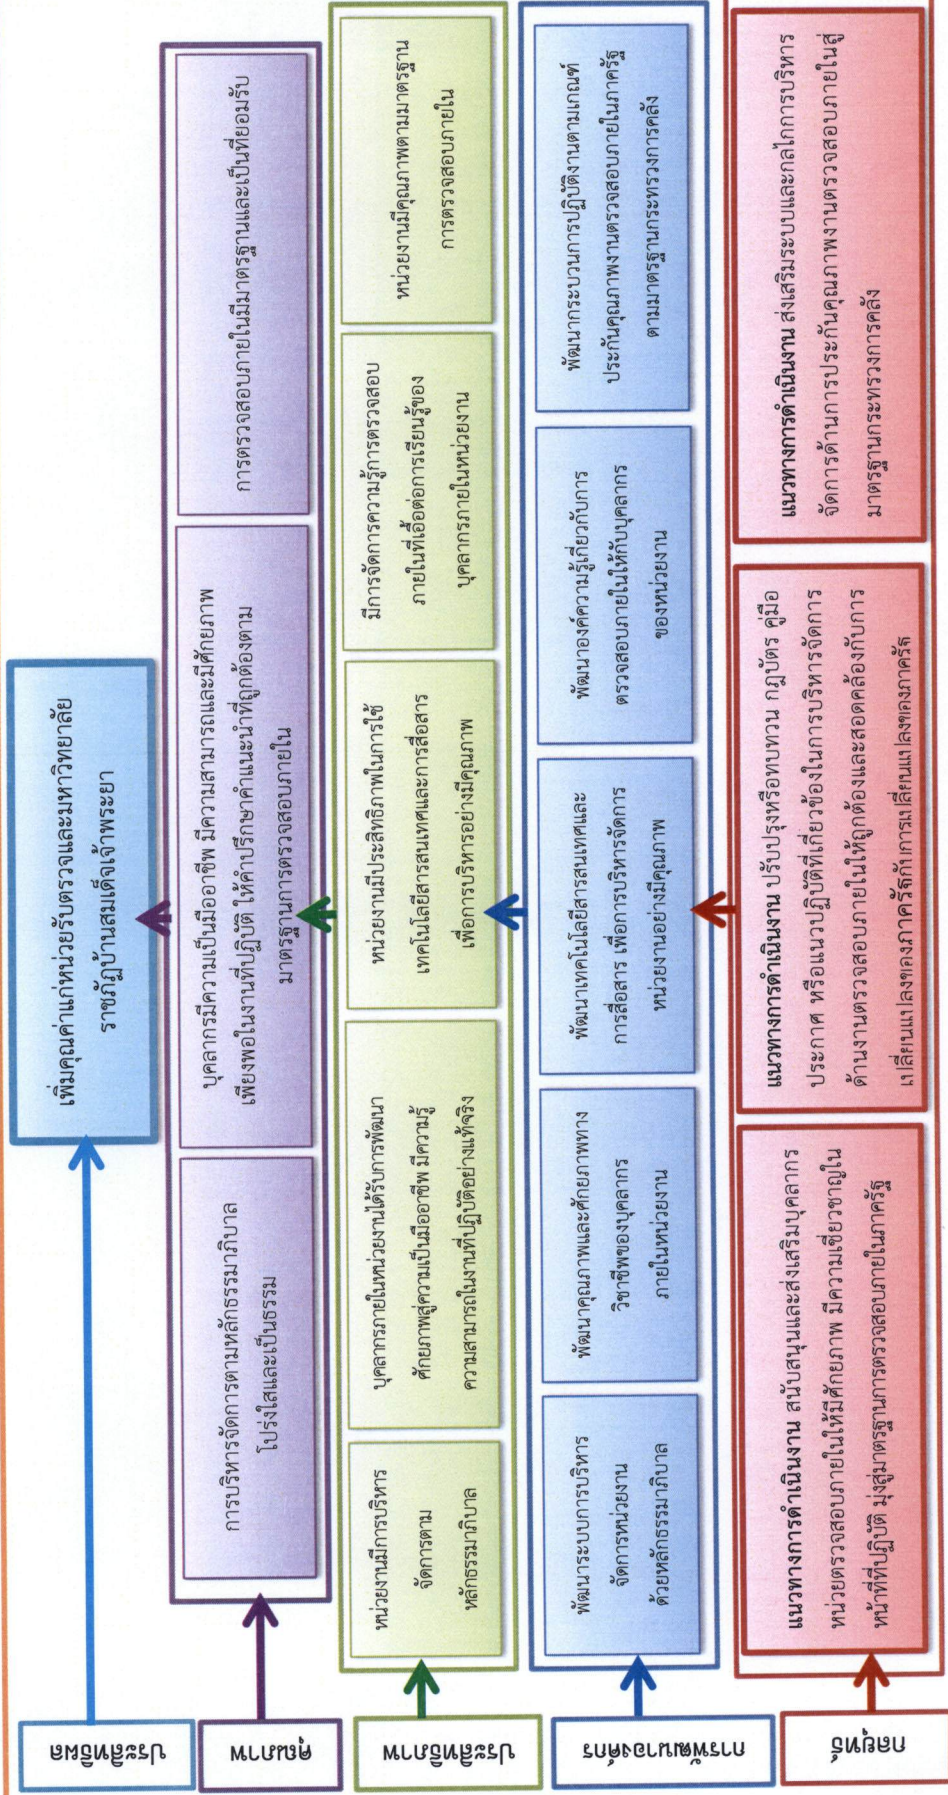 ประสิทธิผล
เพิ่มคุณค่าแก่หน่วยรับตรวจและมหาวิทยาลัย
ราชภัฏบ้านสมเด็จเจ้าพระยา
คุณภาพ
การบริหารจัดการตามหลักธรรมาภิบาล
โปร่งใสและเป็นธรรม
บุคลากรมีความเป็นมืออาชีพ มีความสามารถและมีศักยภาพ
เพียงพอในงานที่ปฏิบัติ ให้คำปรึกษาคำแนะนำที่ถูกต้องตาม
มาตรฐานการตรวจสอบภายใน
การตรวจสอบภายในมีมาตรฐานและเป็นที่ยอมรับ
ประสิทธิภาพ
หน่วยงานมีการบริหาร
จัดการตาม
หลักธรรมาภิบาล
บุคลากรภายในหน่วยงานได้รับการพัฒนา
ศักยภาพสู่ความเป็นมืออาชีพ มีความรู้
ความสามารถในงานที่ปฏิบัติอย่างแท้จริง
หน่วยงานมีประสิทธิภาพในการใช้
เทคโนโลยีสารสนเทศและการสื่อสาร
เพื่อการบริหารอย่างมีคุณภาพ
มีการจัดการความรู้การตรวจสอบ
ภายในที่เอื้อต่อการเรียนรู้ของ
บุคลากรภายในหน่วยงาน
หน่วยงานมีคุณภาพตามมาตรฐาน
การตรวจสอบภายใน
การพัฒนาองค์กร
พัฒนาระบบการบริหาร
จัดการหน่วยงาน
ด้วยหลักธรรมาภิบาล
พัฒนาคุณภาพและศักยภาพทาง
วิชาชีพของบุคลากร
ภายในหน่วยงาน
พัฒนาเทคโนโลยีสารสนเทศและ
การสื่อสาร เพื่อการบริหารจัดการ
หน่วยงานอย่างมีคุณภาพ
พัฒนาองค์ความรู้เกี่ยวกับการ
ตรวจสอบภายในให้กับบุคลากร
ของหน่วยงาน
พัฒนากระบวนการปฏิบัติงานตามเกณฑ์
ประกันคุณภาพงานตรวจสอบภายในภาครัฐ
ตามมาตรฐานกระทรวงการคลัง
กลยุทธ์
แนวทางการดำเนินงาน สนับสนุนและส่งเสริมบุคลากร
หน่วยตรวจสอบภายในให้มีศักยภาพ มีความเชี่ยวชาญใน
หน้าที่ที่ปฏิบัติ มุ่งสู่มาตรฐานการตรวจสอบภายในภาครัฐ
แนวทางการดำเนินงาน ปรับปรุงหรือทบทวน กฎบัตร คู่มือ
ประกาศ หรือแนวปฏิบัติที่เกี่ยวข้องในการบริหารจัดการ
ด้านงานตรวจสอบภายในให้ถูกต้องและสอดคล้องกับการ
เปลี่ยนแปลงของภาครัฐกับการเปลี่ยนแปลงของภาครัฐ
แนวทางการดำเนินงาน ส่งเสริมระบบและกลไกการบริหาร
จัดการด้านการประกันคุณภาพงานตรวจสอบภายในสู่
มาตรฐานกระทรวงการคลัง